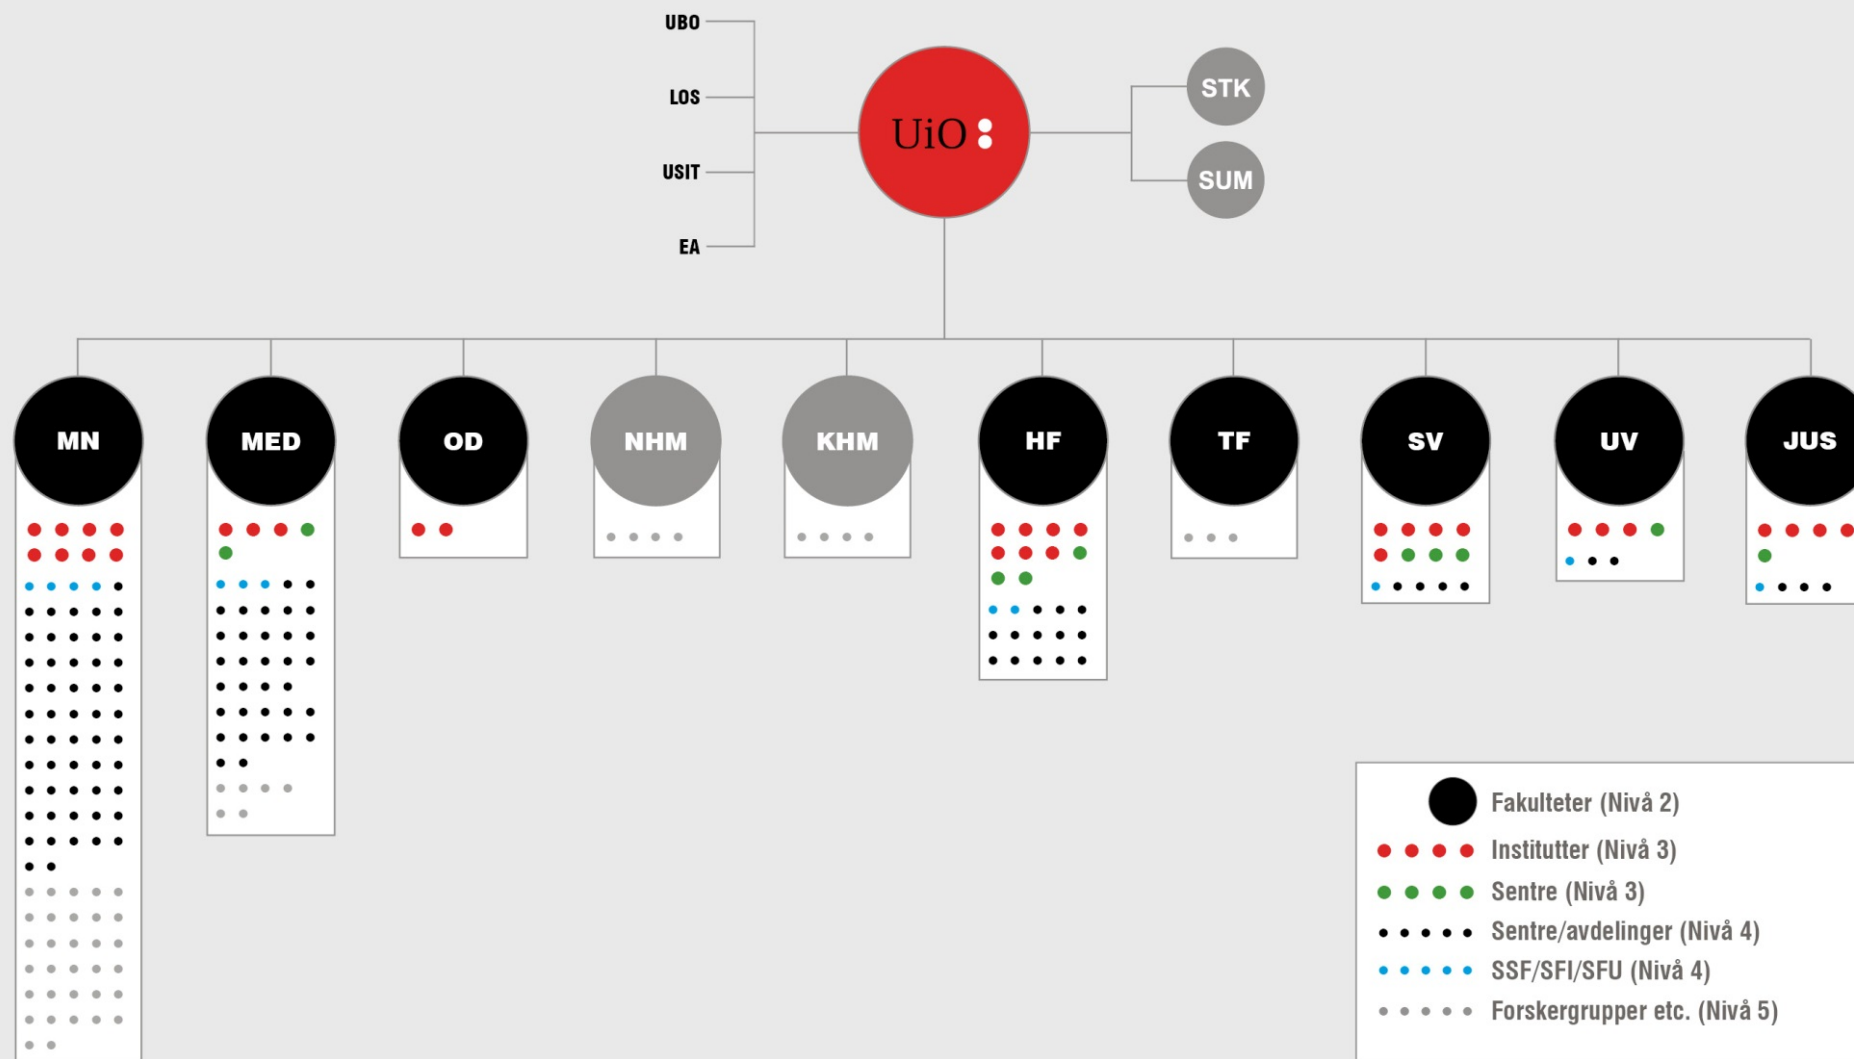 UBO
LOS
USIT
EA
UiO
STK
SUM
MN
MED
OD
NHM
KHM
HF
TF
SV
UV
JUS
Fakulteter (Nivå 2)
Institutter (Nivå 3)
Sentre (Nivå 3)
Sentre/avdelinger (Nivå 4)
SSF/SFI/SFU (Nivå 4)
Forskergrupper etc. (Nivå 5)